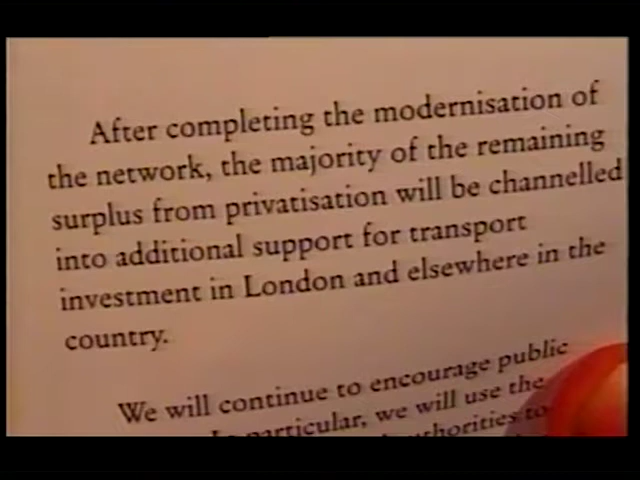 After completing the modernisation of
the network, the majority of the remaining
surplus from privatisation will be channelled
into additional support for transport
investment in London and elsewhere in the
country.
We will continue to encourage public
In particular, we will use the
authorities to